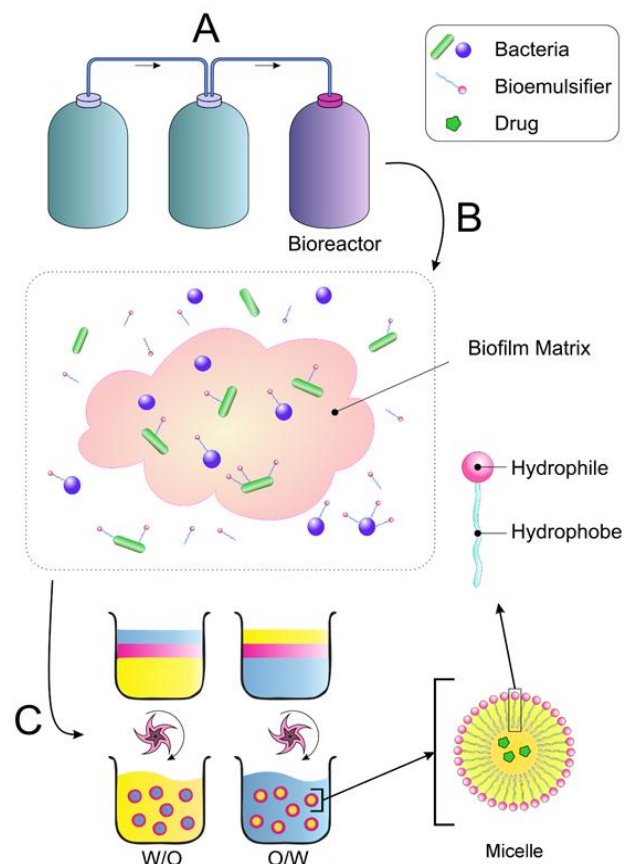 A
Bacteria
Bioemulsifier
Drug
Bioreactor
B
Biofilm Matrix
Hydrophile
Hydrophobe
C
W/O
O/W
Micelle